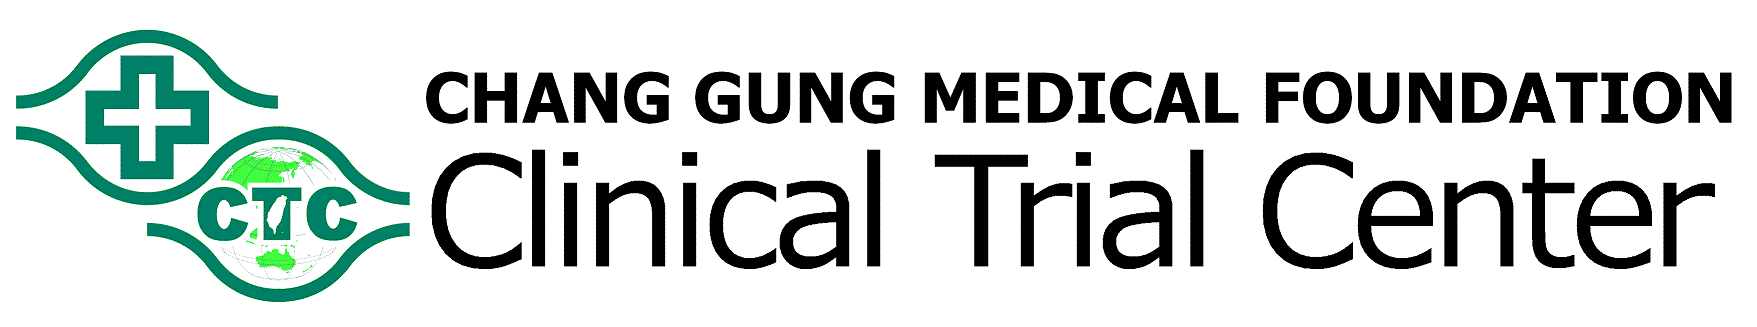 CTC
CHANG GUNG MEDICAL FOUNDATION
Clinical Trial Center